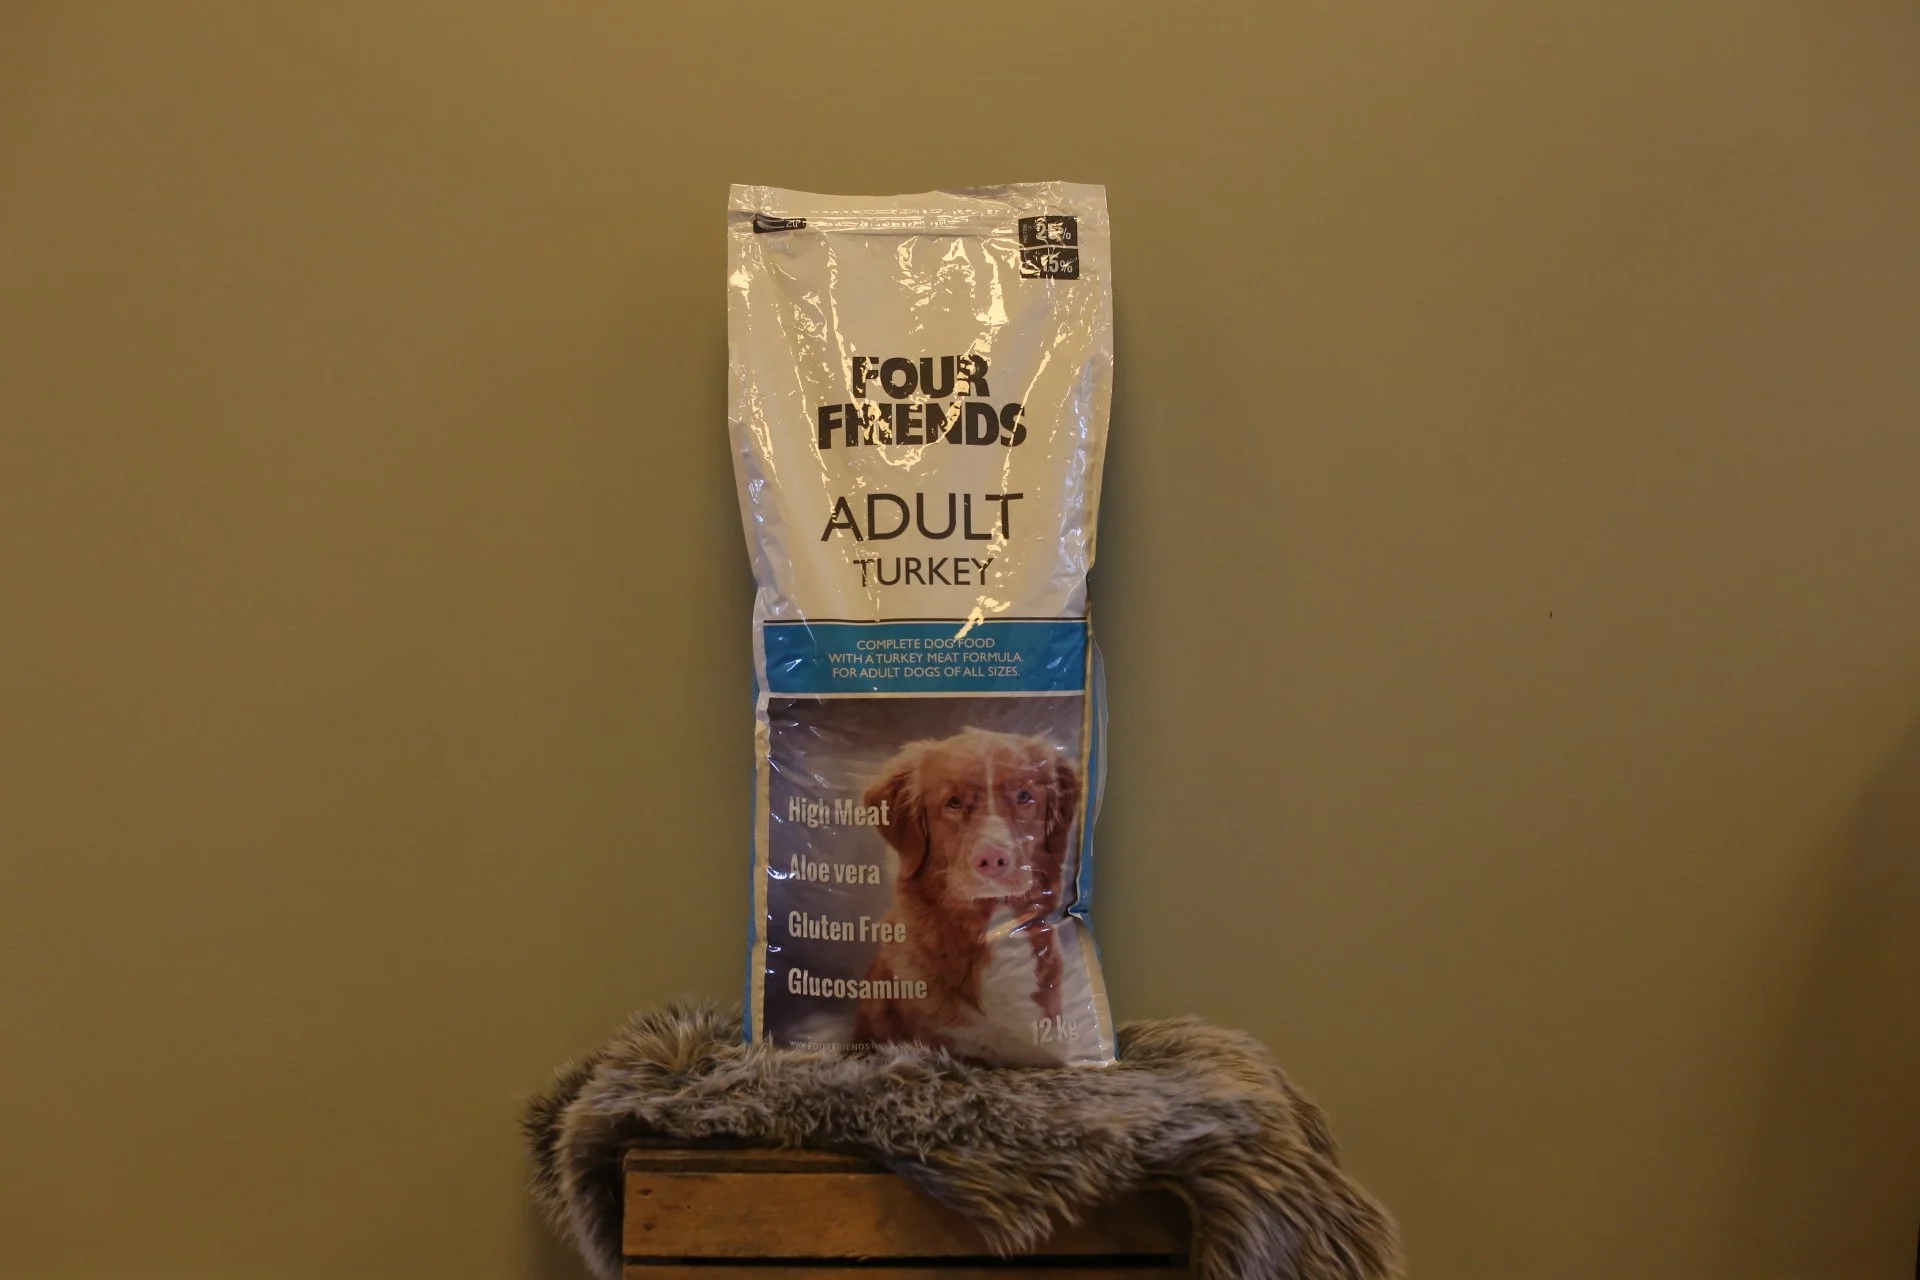 ZIP
25%
15%
FOUR
FRIENDS
ADULT
TURKEY
COMPLETE DOG FOOD
WITH A TURKEY MEAT FORMULA.
FOR ADULT DOGS OF ALL SIZES.
High Meat
Aloe vera
Gluten Free
Glucosamine
12 kg